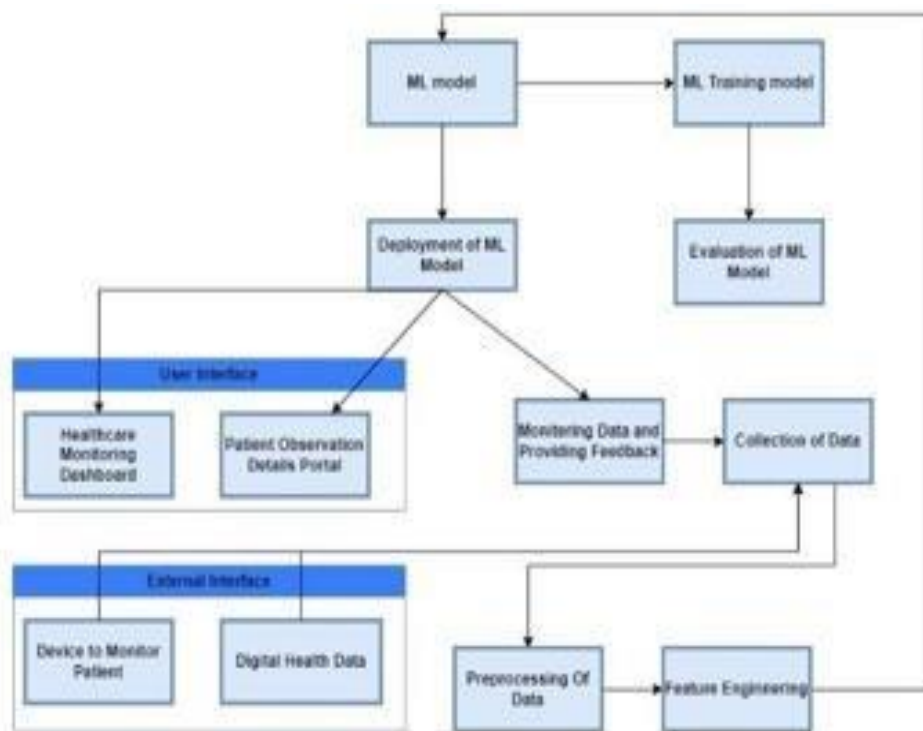 ML model
ML Training model
Deployment of ML
Model
Evaluation of ML
Model
User Interface
Healthcare
Monitoring
Dashboard
Patient Observation
Details Portal
Monitoring Data and
Providing Feedback
Collection of Data
External Interface
Device to Monitor
Patient
Digital Health Data
Preprocessing Of
Data
Feature Engineering